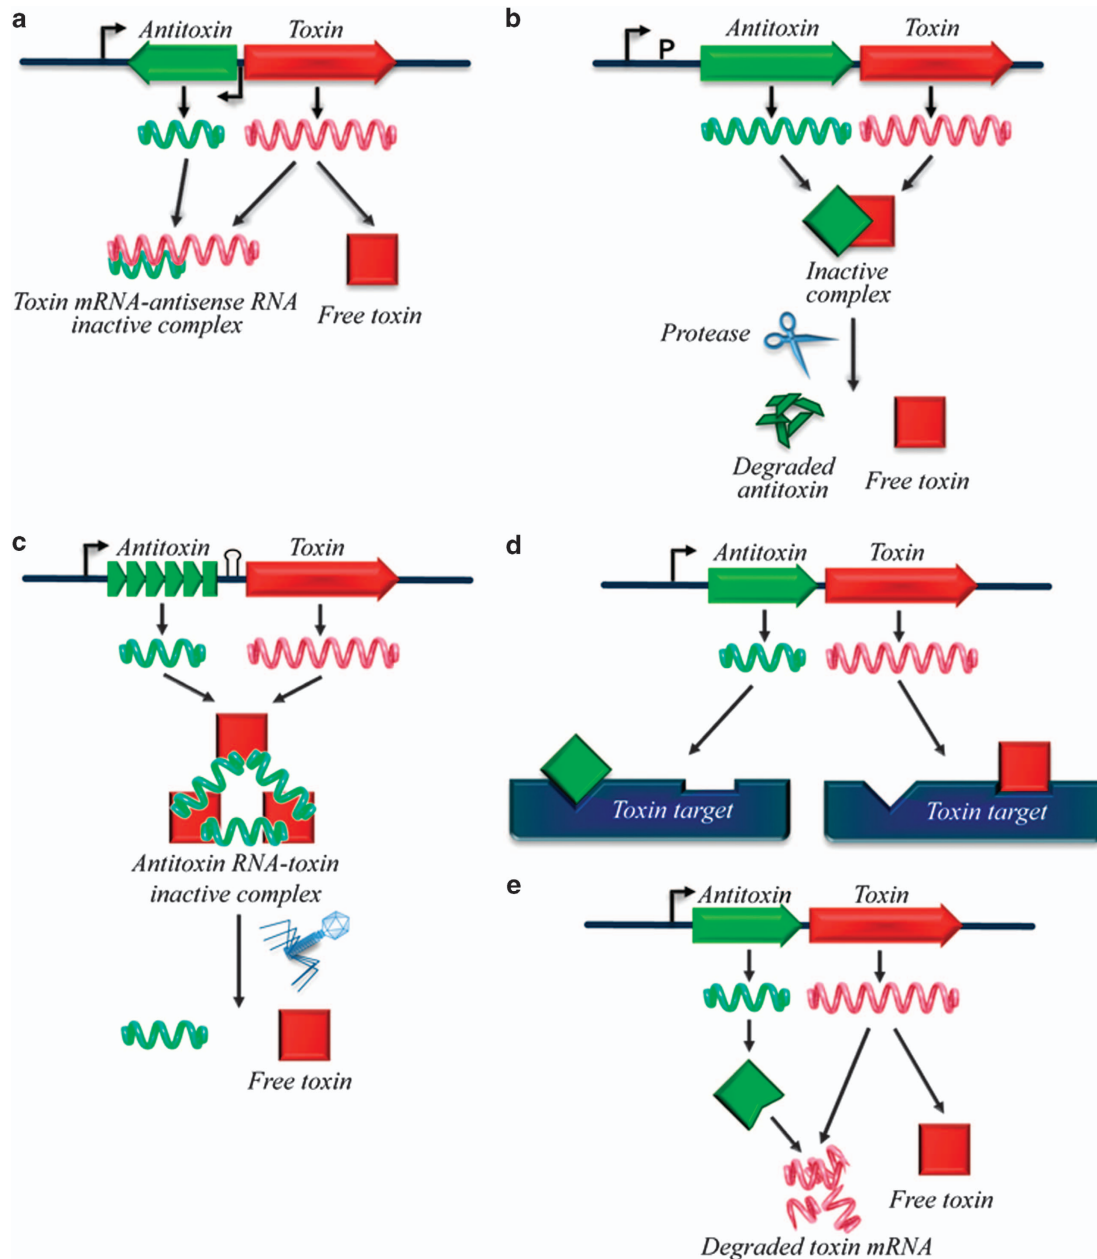 a
Antitoxin Toxin
Toxin mRNA-antisense RNA
inactive complex
Free toxin
b
P
Antitoxin Toxin
Inactive
complex
Protease
Degraded
antitoxin
Free toxin
c
Antitoxin Toxin
Antitoxin RNA-toxin
inactive complex
Free toxin
d
Antitoxin Toxin
Toxin target
Toxin target
e
Antitoxin Toxin
Free toxin
Degraded toxin mRNA